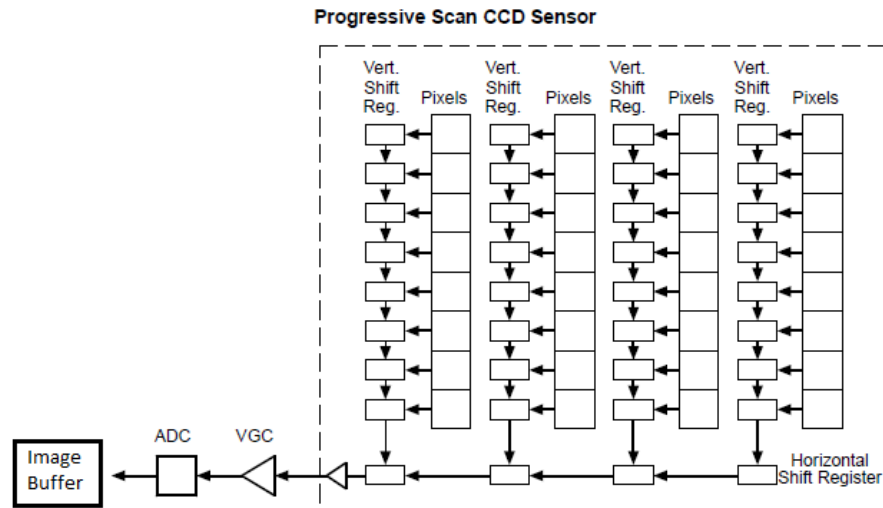 Progressive Scan CCD Sensor
Vert.
Shift
Reg.
Pixels
Vert.
Shift
Reg.
Pixels
Vert.
Shift
Reg.
Pixels
Vert.
Shift
Reg.
Pixels
Image
Buffer
ADC
VGC
Horizontal
Shift Register